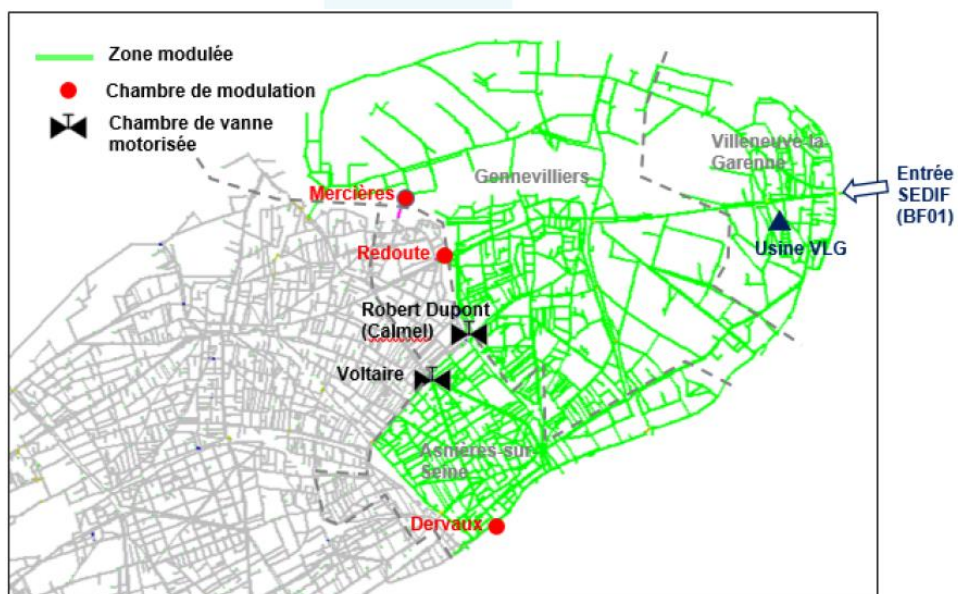 Zone modulée
Chambre de modulation
Chambre de vanne
motorisée
Villeneuve-la-
Garenne
Gennevilliers
Entrée
SEDIF
(BF01)
Mercières
Usine VLG
Redoute
Robert Dupont
(Calmel)
Voltaire
Asnières-sur-
Seine
Dervaux